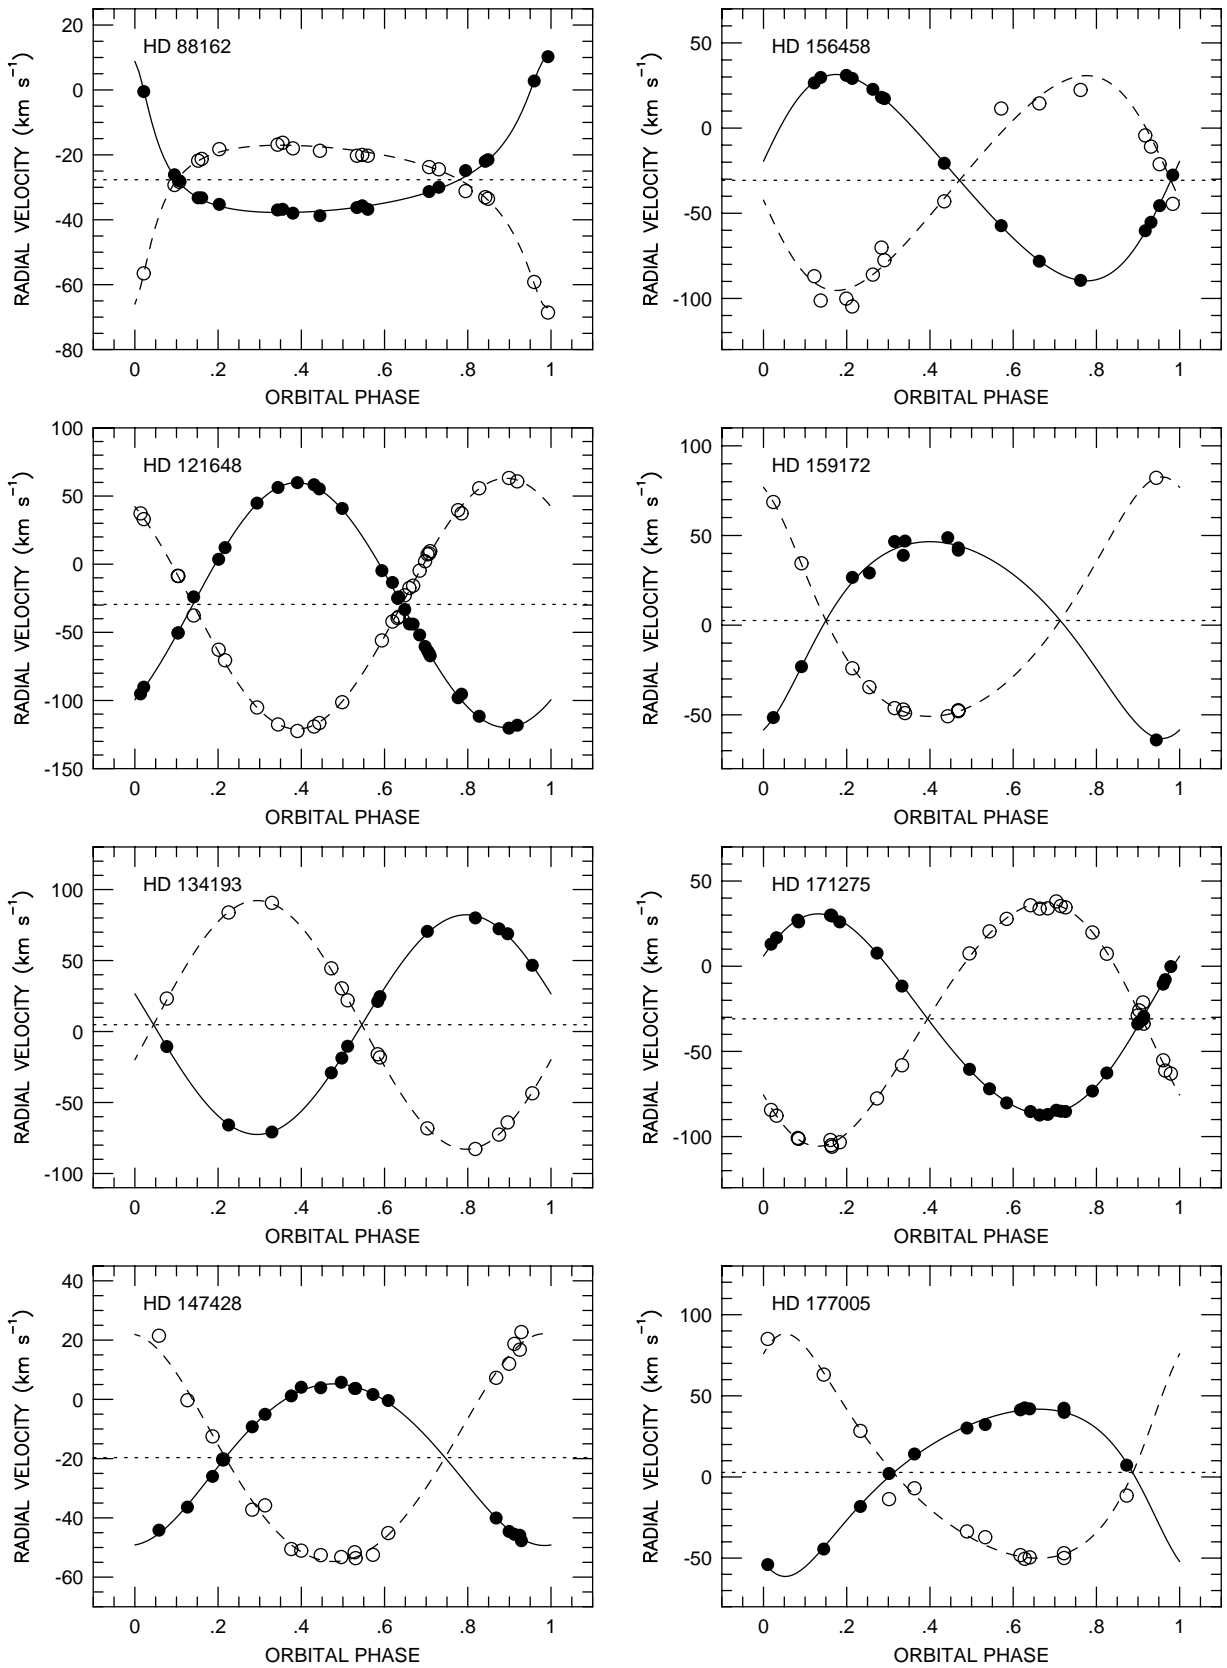 HD 88162
RADIAL VELOCITY (km s⁻¹)
20
0
-20
-40
-60
-80
0 .2 .4 .6 .8 1
ORBITAL PHASE
HD 156458
RADIAL VELOCITY (km s⁻¹)
50
0
-50
-100
0 .2 .4 .6 .8 1
ORBITAL PHASE
HD 121648
RADIAL VELOCITY (km s⁻¹)
100
50
0
-50
-100
-150
0 .2 .4 .6 .8 1
ORBITAL PHASE
HD 159172
RADIAL VELOCITY (km s⁻¹)
100
50
0
-50
0 .2 .4 .6 .8 1
ORBITAL PHASE
HD 134193
RADIAL VELOCITY (km s⁻¹)
100
50
0
-50
-100
0 .2 .4 .6 .8 1
ORBITAL PHASE
HD 171275
RADIAL VELOCITY (km s⁻¹)
50
0
-50
-100
0 .2 .4 .6 .8 1
ORBITAL PHASE
HD 147428
RADIAL VELOCITY (km s⁻¹)
40
20
0
-20
-40
-60
0 .2 .4 .6 .8 1
ORBITAL PHASE
HD 177005
RADIAL VELOCITY (km s⁻¹)
100
50
0
-50
0 .2 .4 .6 .8 1
ORBITAL PHASE